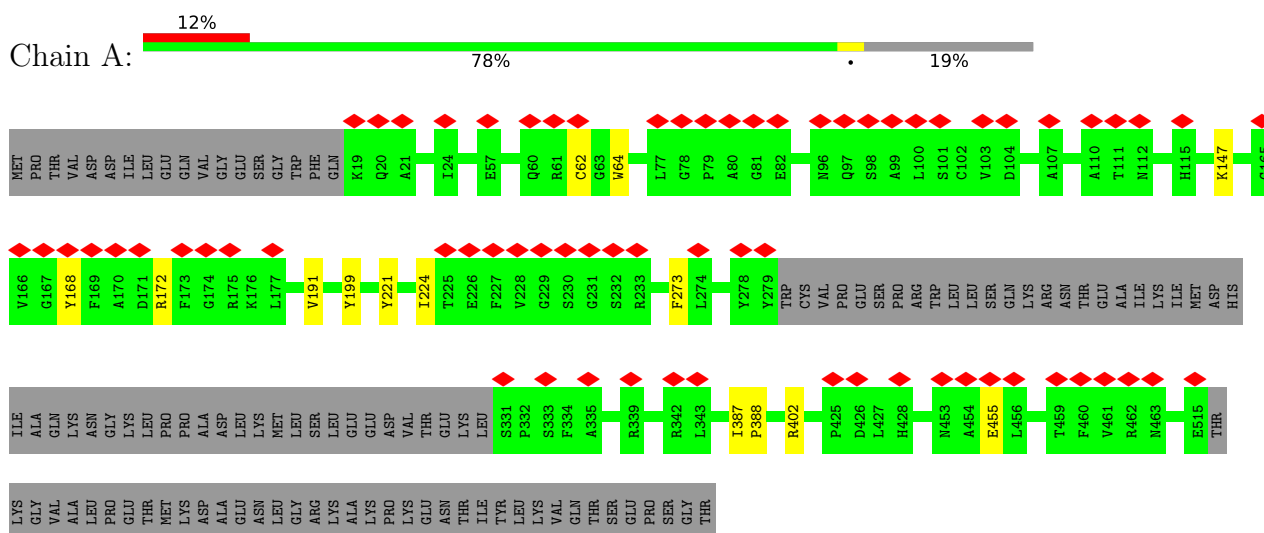 12%
Chain A:
78% • 19%
MET PRO THR VAL ASP ASP ILE LEU GLU GLN VAL GLY GLU SER GLY TRP PHE GLN K19 Q20 A21 I24 E57 Q60 R61 C62 G63 W64 L77 G78 P79 A80 G81 E82 N96 Q97 S98 A99 L100 S101 C102 V103 D104 A107 A110 T111 N112 H115 K147 G165
V166 G167 Y168 F169 A170 D171 R172 F173 G174 R175 K176 L177 V191 Y199 Y221 I224 T225 E226 F227 V228 G229 S230 G231 S232 R233 F273 L274 Y278 Y279 TRP CYS VAL PRO GLU SER PRO ARG TRP LEU LEU SER GLN LYS ARG ASN THR GLU ALA ILE LYS ILE MET ASP HIS
ILE ALA GLN LYS ASN GLY LYS LEU PRO PRO ALA ASP LEU LYS MET LEU SER LEU GLU GLU ASP VAL THR GLU LYS LEU S331 P332 S333 F334 A335 R339 R342 L343 I387 P388 R402 P425 D426 L427 H428 N453 A454 E455 L456 T459 F460 V461 R462 N463 E515 THR
LYS GLY VAL ALA LEU PRO GLU THR MET LYS ASP ALA GLU ASN LEU GLY ARG LYS ALA LYS PRO LYS GLU ASN THR ILE TYR LEU LYS VAL GLN THR SER GLU PRO SER GLY THR